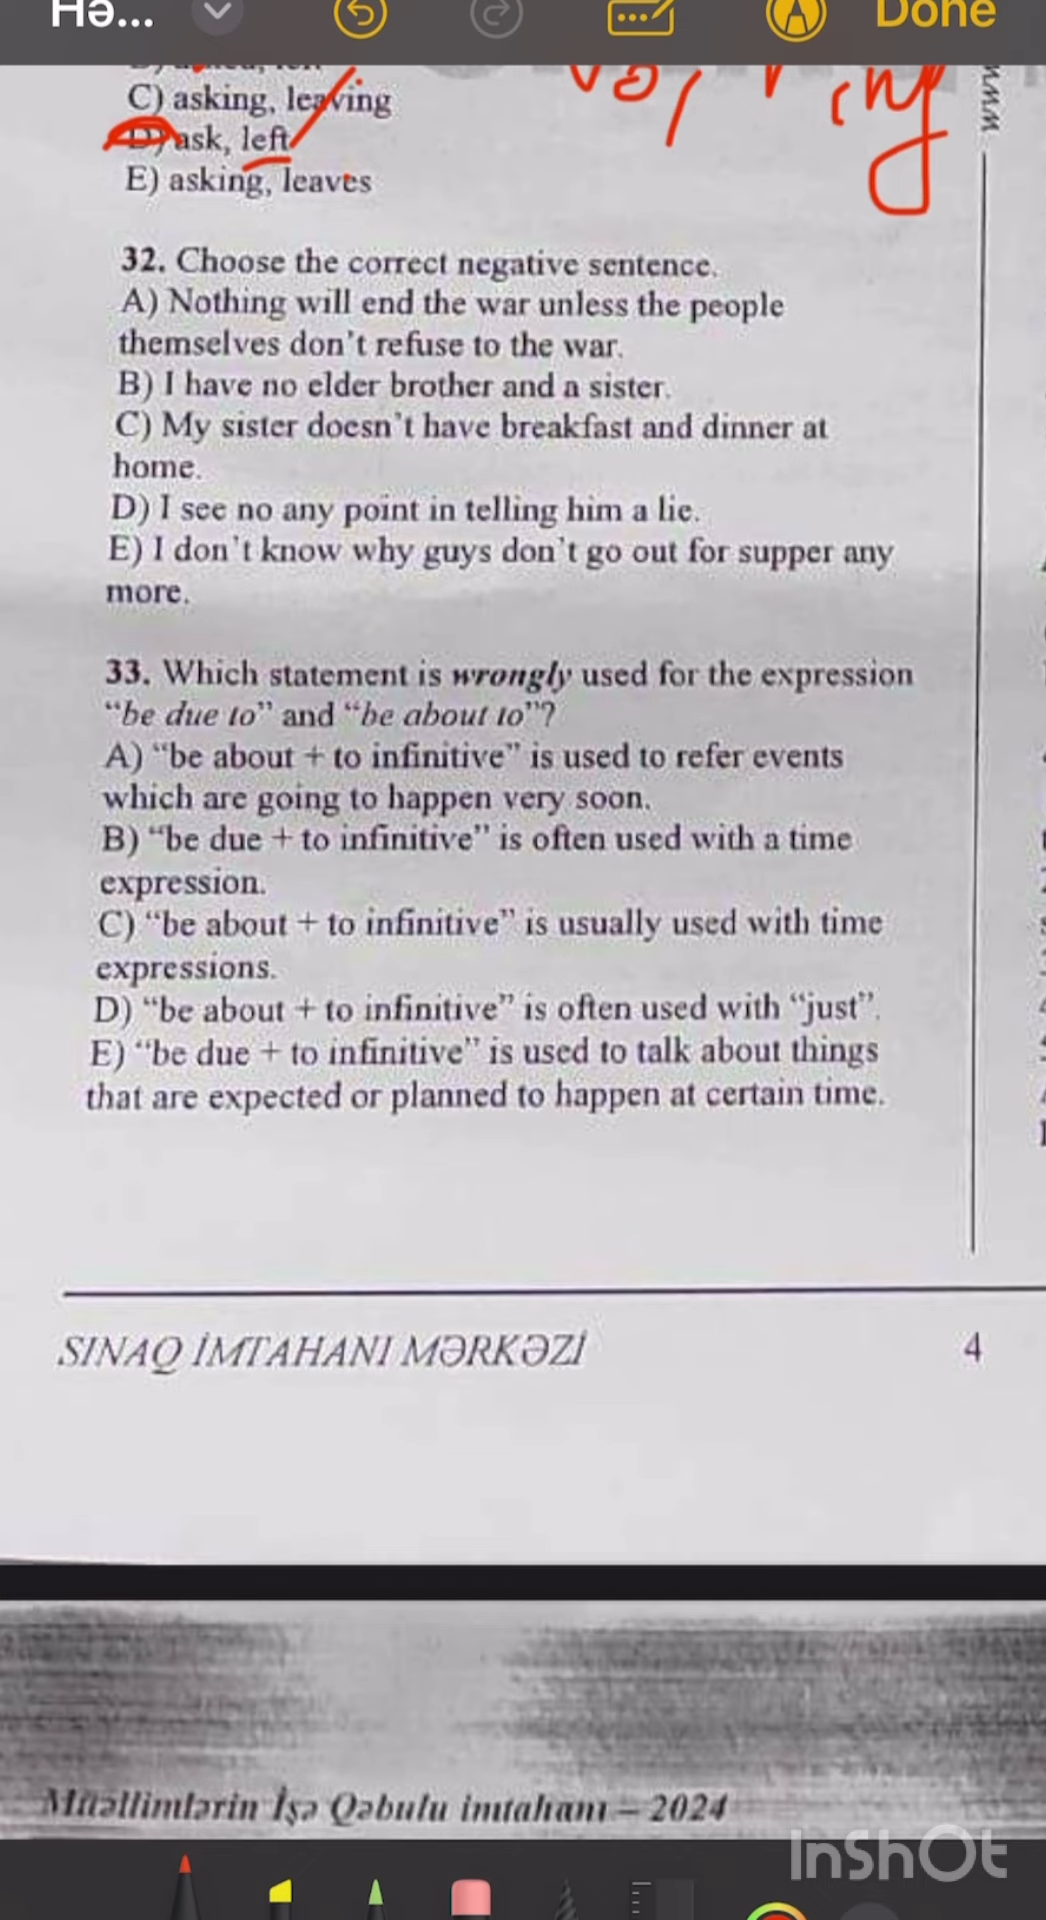 Hə...
Done
C) asking, leaving
D) ask, left
E) asking, leaves
32. Choose the correct negative sentence.
A) Nothing will end the war unless the people
themselves don't refuse to the war.
B) I have no elder brother and a sister.
C) My sister doesn't have breakfast and dinner at
home.
D) I see no any point in telling him a lie.
E) I don't know why guys don't go out for supper any
more.
33. Which statement is wrongly used for the expression
“be due to” and “be about to”?
A) “be about + to infinitive” is used to refer events
which are going to happen very soon.
B) “be due + to infinitive” is often used with a time
expression.
C) “be about + to infinitive” is usually used with time
expressions.
D) “be about + to infinitive” is often used with “just”.
E) “be due + to infinitive” is used to talk about things
that are expected or planned to happen at certain time.
SINAQ İMTAHANI MƏRKƏZİ
4
Müəllimlərin İşə Qəbulu imtahanı – 2024
InShOt